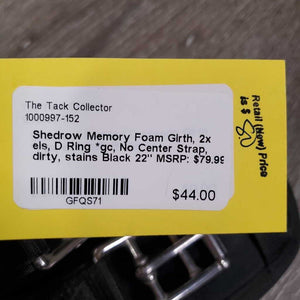 The Tack Collector
1000997-152
Shedrow Memory Foam Girth, 2x
els, D Ring *gc, No Center Strap,
dirty, stains Black 22" MSRP: $79.99
$44.00
GFQS71
Retail (New) Price
is $ 80